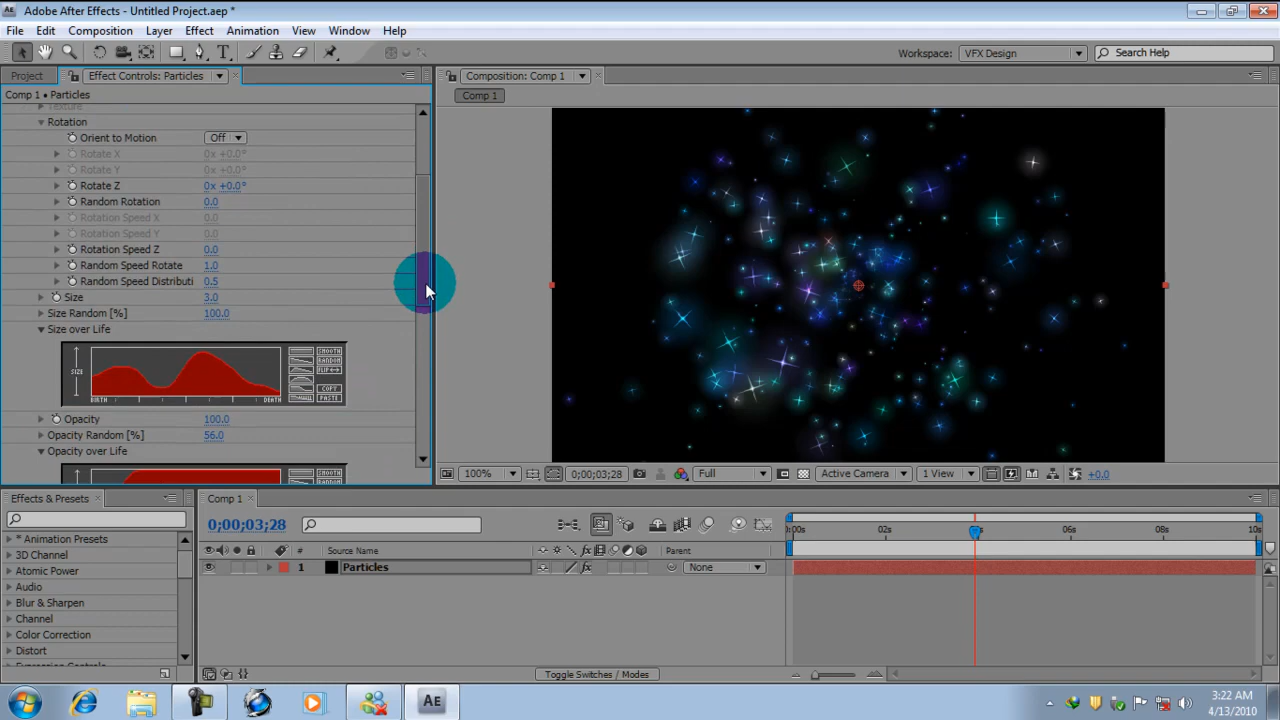 Adobe After Effects - Untitled Project.aep *
File Edit Composition Layer Effect Animation View Window Help
Workspace: VFX Design Search Help
Project Effect Controls: Particles Composition: Comp 1
Comp 1 • Particles
Comp 1
Texture
Rotation
Orient to Motion Off
Rotate X 0x +0.0°
Rotate Y 0x +0.0°
Rotate Z 0x +0.0°
Random Rotation 0.0
Rotation Speed X 0.0
Rotation Speed Y 0.0
Rotation Speed Z 0.0
Random Speed Rotate 1.0
Random Speed Distributi 0.5
Size 3.0
Size Random [%] 100.0
Size over Life
SIZE
SMOOTH
RANDOM
FLIP
COPY
PASTE
BIRTH DEATH
Opacity 100.0
Opacity Random [%] 56.0
Opacity over Life
SMOOTH
100% 0;00;03;28 Full Active Camera 1 View +0.0
Effects & Presets Comp 1
0;00;03;28
:00s 02s 06s 08s 10s
# Source Name Parent
1 Particles None
* Animation Presets
3D Channel
Atomic Power
Audio
Blur & Sharpen
Channel
Color Correction
Distort
Expression Controls
Toggle Switches / Modes
AE
3:22 AM
4/13/2010